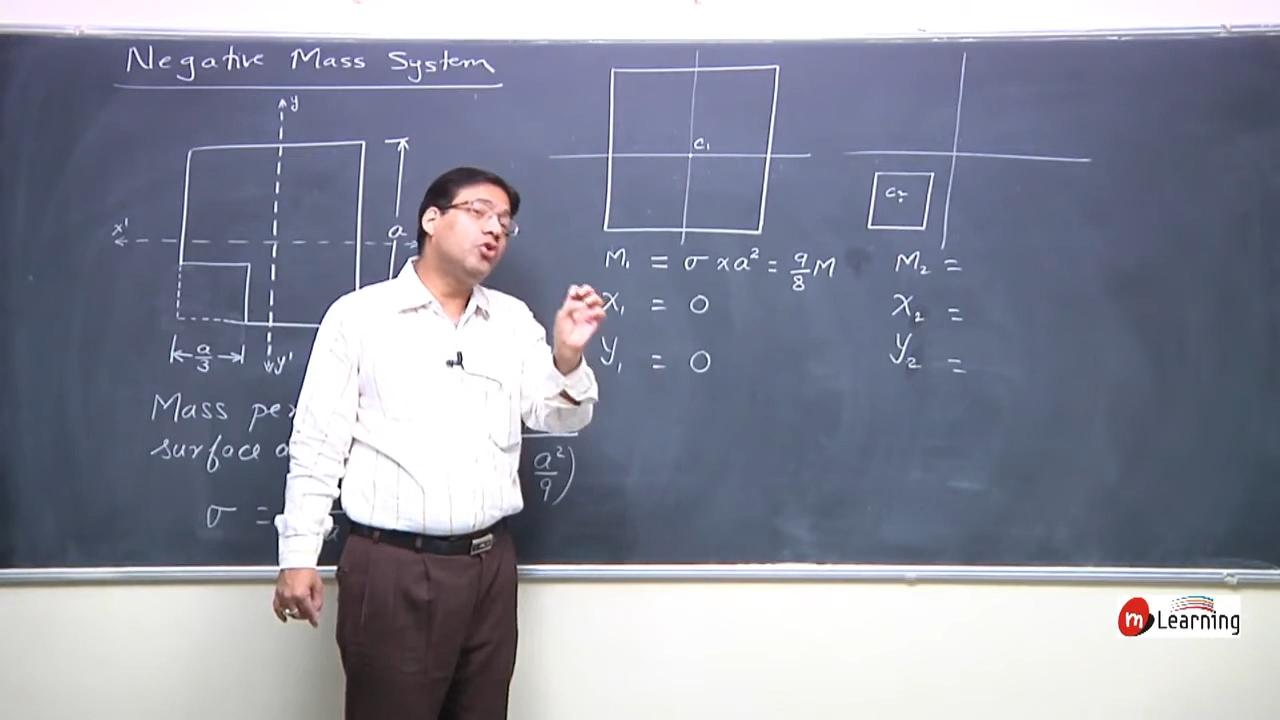 Negative Mass System
y
x'
a
y'
a/3
Mass per
surface a
σ =
a²/9)
C₁
M₁ = σ × a² = 9/8 M
X₁ = 0
Y₁ = 0
C₂
M₂ =
X₂ =
Y₂ =
m Learning